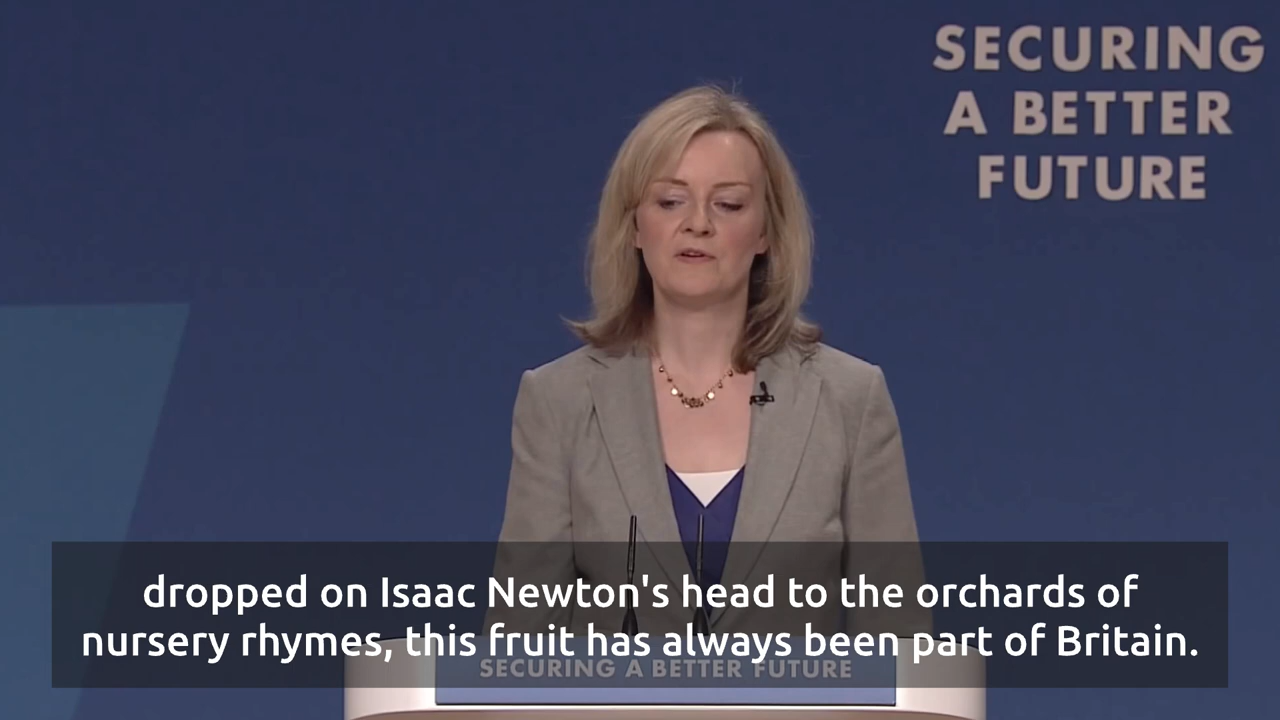 SECURING
A BETTER
FUTURE
dropped on Isaac Newton's head to the orchards of
nursery rhymes, this fruit has always been part of Britain.
SECURING A BETTER FUTURE